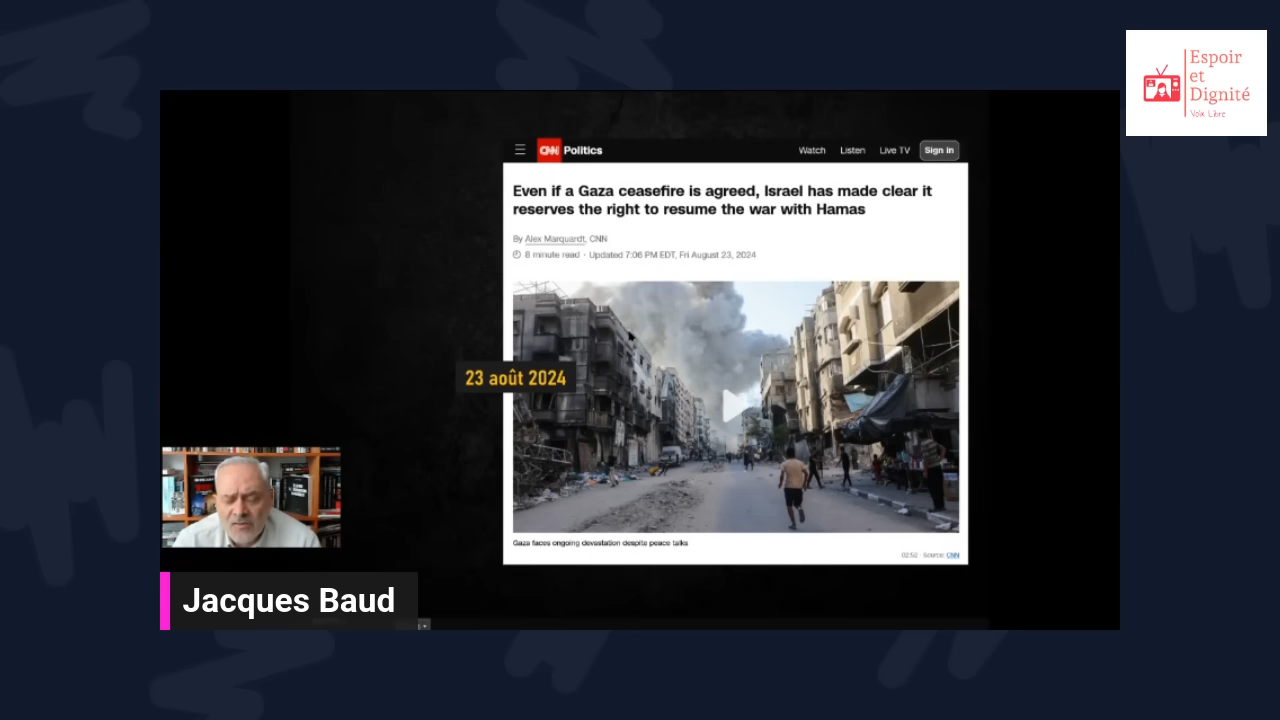 Espoir
et
Dignité
Voix Libre
CNN Politics
Watch Listen Live TV Sign in
Even if a Gaza ceasefire is agreed, Israel has made clear it
reserves the right to resume the war with Hamas
By Alex Marquardt, CNN
8 minute read · Updated 7:06 PM EDT, Fri August 23, 2024
23 août 2024
Gaza faces ongoing devastation despite peace talks
02:52 - Source: CNN
Jacques Baud